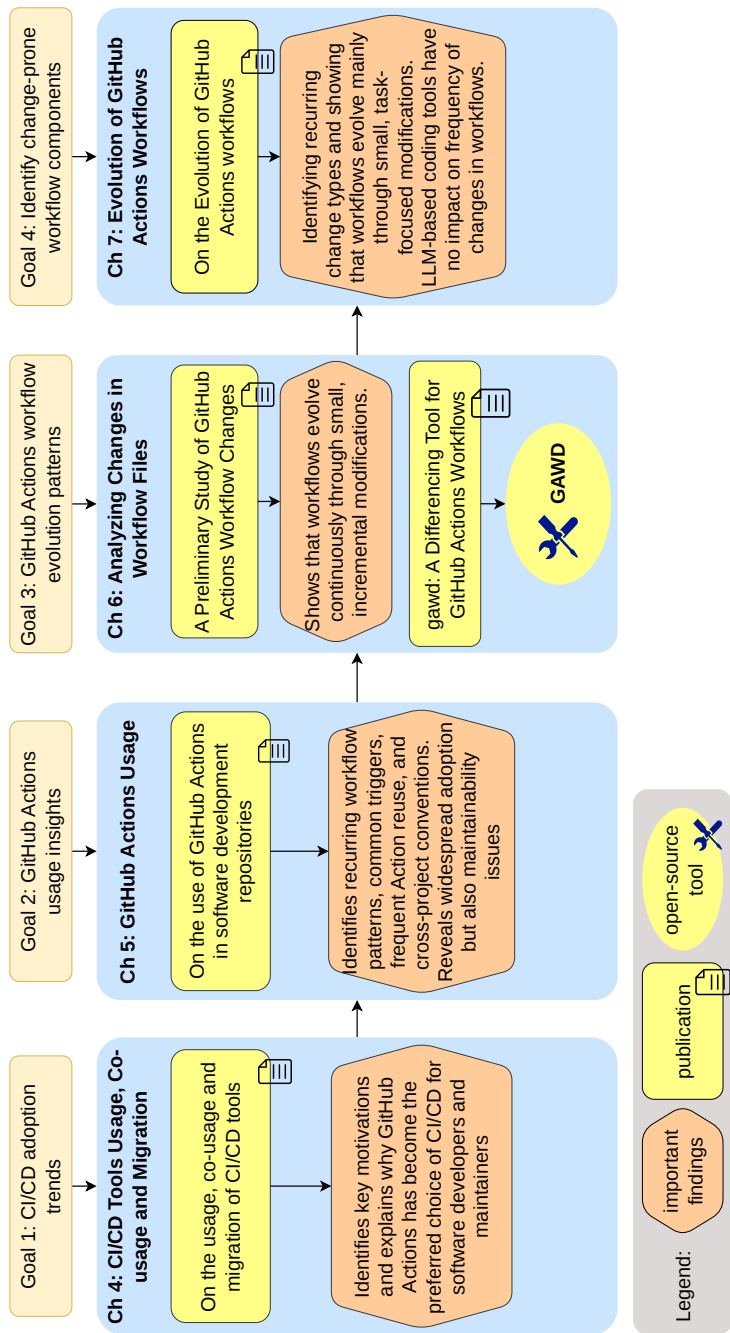 Goal 1: CI/CD adoption
trends
Ch 4: CI/CD Tools Usage, Co-
usage and Migration
On the usage, co-usage and
migration of CI/CD tools
Identifies key motivations
and explains why GitHub
Actions has become the
preferred choice of CI/CD for
software developers and
maintainers
Goal 2: GitHub Actions
usage insights
Ch 5: GitHub Actions Usage
On the use of GitHub Actions
in software development
repositories
Identifies recurring workflow
patterns, common triggers,
frequent Action reuse, and
cross-project conventions.
Reveals widespread adoption
but also maintainability
issues
Goal 3: GitHub Actions workflow
evolution patterns
Ch 6: Analyzing Changes in
Workflow Files
A Preliminary Study of GitHub
Actions Workflow Changes
Shows that workflows evolve
continuously through small,
incremental modifications.
gawd: A Differencing Tool for
GitHub Actions Workflows
GAWD
Goal 4: Identify change-prone
workflow components
Ch 7: Evolution of GitHub
Actions Workflows
On the Evolution of GitHub
Actions workflows
Identifying recurring
change types and showing
that workflows evolve mainly
through small, task-
focused modifications.
LLM-based coding tools have
no impact on frequency of
changes in workflows.
Legend:
important
findings
publication
open-source
tool